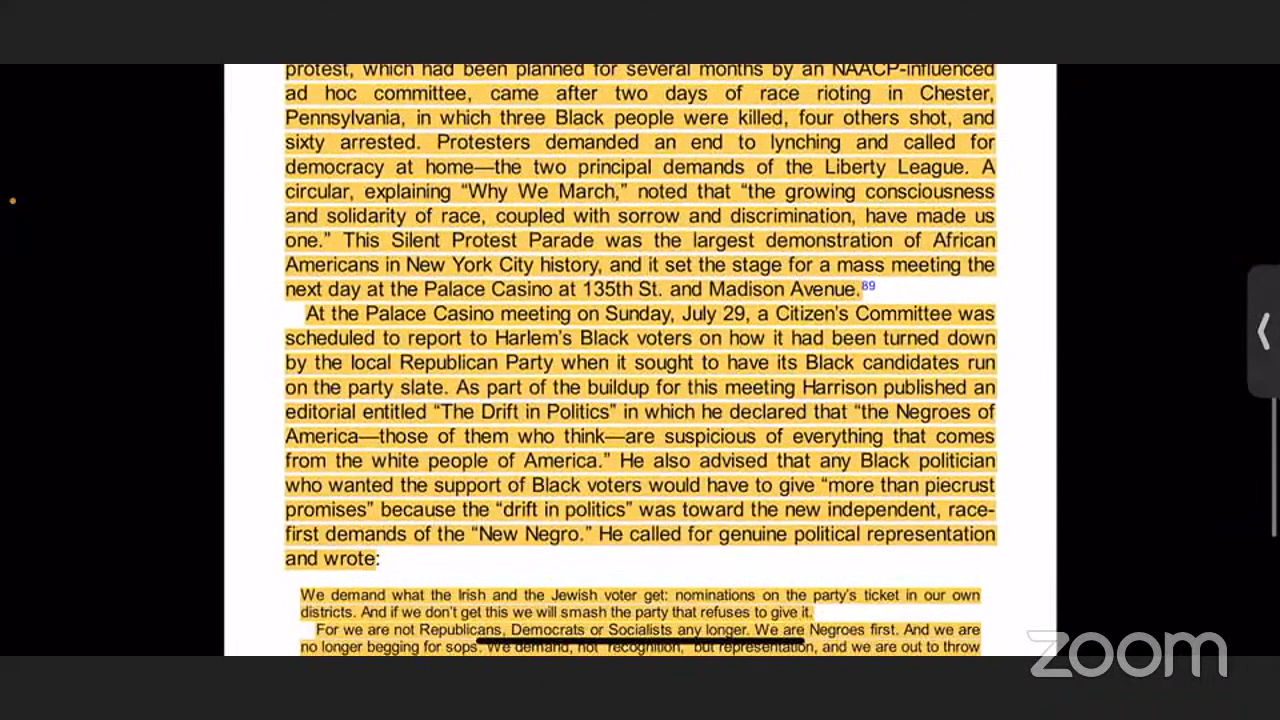 protest, which had been planned for several months by an NAACP-influenced
ad hoc committee, came after two days of race rioting in Chester,
Pennsylvania, in which three Black people were killed, four others shot, and
sixty arrested. Protesters demanded an end to lynching and called for
democracy at home—the two principal demands of the Liberty League. A
circular, explaining “Why We March,” noted that “the growing consciousness
and solidarity of race, coupled with sorrow and discrimination, have made us
one.” This Silent Protest Parade was the largest demonstration of African
Americans in New York City history, and it set the stage for a mass meeting the
next day at the Palace Casino at 135th St. and Madison Avenue.89
At the Palace Casino meeting on Sunday, July 29, a Citizen’s Committee was
scheduled to report to Harlem’s Black voters on how it had been turned down
by the local Republican Party when it sought to have its Black candidates run
on the party slate. As part of the buildup for this meeting Harrison published an
editorial entitled “The Drift in Politics” in which he declared that “the Negroes of
America—those of them who think—are suspicious of everything that comes
from the white people of America.” He also advised that any Black politician
who wanted the support of Black voters would have to give “more than piecrust
promises” because the “drift in politics” was toward the new independent, race-
first demands of the “New Negro.” He called for genuine political representation
and wrote:
We demand what the Irish and the Jewish voter get: nominations on the party’s ticket in our own
districts. And if we don’t get this we will smash the party that refuses to give it.
For we are not Republicans, Democrats or Socialists any longer. We are Negroes first. And we are
no longer begging for sops. We demand, not “recognition,” but representation, and we are out to throw
zoom